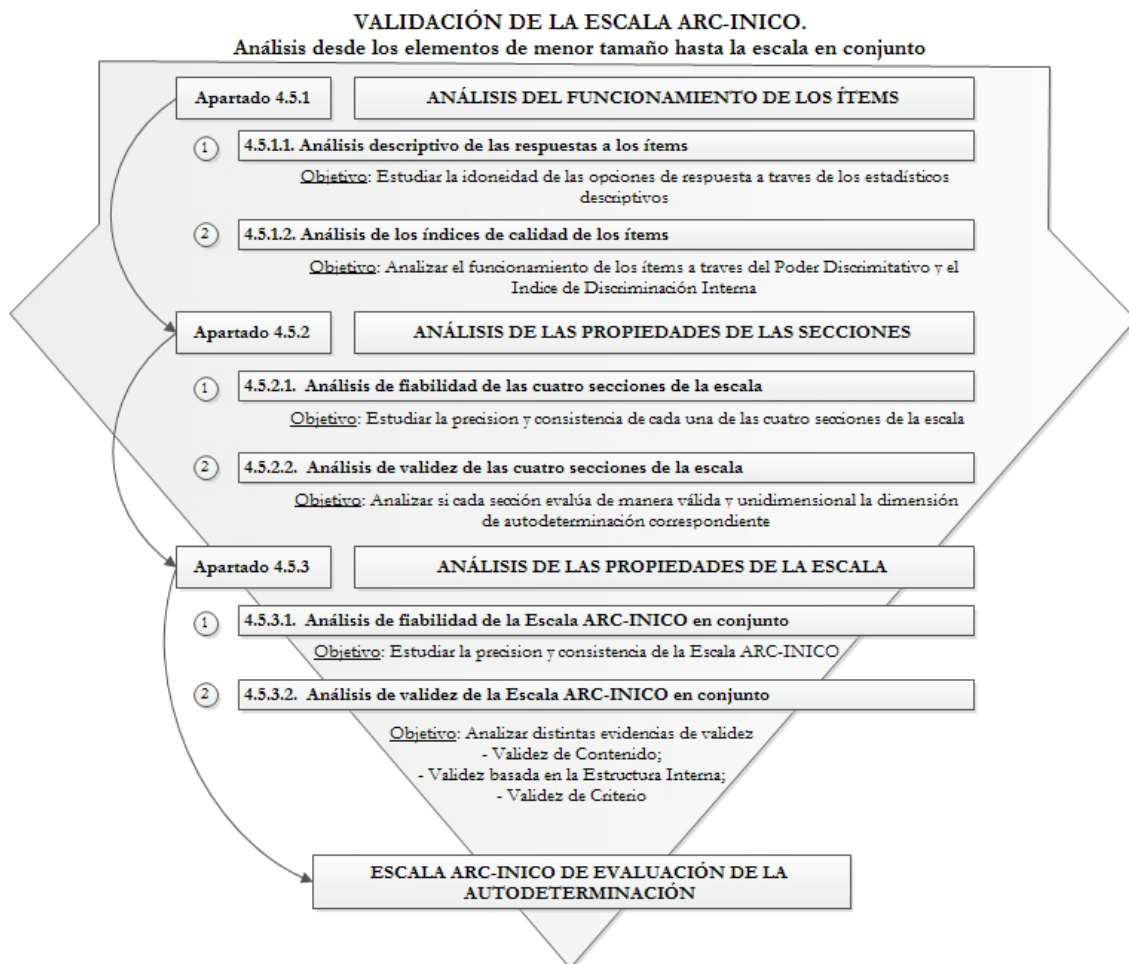 VALIDACIÓN DE LA ESCALA ARC-INICO.
Análisis desde los elementos de menor tamaño hasta la escala en conjunto
Apartado 4.5.1
ANÁLISIS DEL FUNCIONAMIENTO DE LOS ÍTEMS
1
4.5.1.1. Análisis descriptivo de las respuestas a los ítems
Objetivo: Estudiar la idoneidad de las opciones de respuesta a traves de los estadísticos
descriptivos
2
4.5.1.2. Análisis de los índices de calidad de los ítems
Objetivo: Analizar el funcionamiento de los ítems a traves del Poder Discrimitativo y el
Indice de Discriminación Interna
Apartado 4.5.2
ANÁLISIS DE LAS PROPIEDADES DE LAS SECCIONES
1
4.5.2.1. Análisis de fiabilidad de las cuatro secciones de la escala
Objetivo: Estudiar la precision y consistencia de cada una de las cuatro secciones de la escala
2
4.5.2.2. Análisis de validez de las cuatro secciones de la escala
Objetivo: Analizar si cada sección evalúa de manera válida y unidimensional la dimensión
de autodeterminación correspondiente
Apartado 4.5.3
ANÁLISIS DE LAS PROPIEDADES DE LA ESCALA
1
4.5.3.1. Análisis de fiabilidad de la Escala ARC-INICO en conjunto
Objetivo: Estudiar la precision y consistencia de la Escala ARC-INICO
2
4.5.3.2. Análisis de validez de la Escala ARC-INICO en conjunto
Objetivo: Analizar distintas evidencias de validez
- Validez de Contenido;
- Validez basada en la Estructura Interna;
- Validez de Criterio
ESCALA ARC-INICO DE EVALUACIÓN DE LA
AUTODETERMINACIÓN